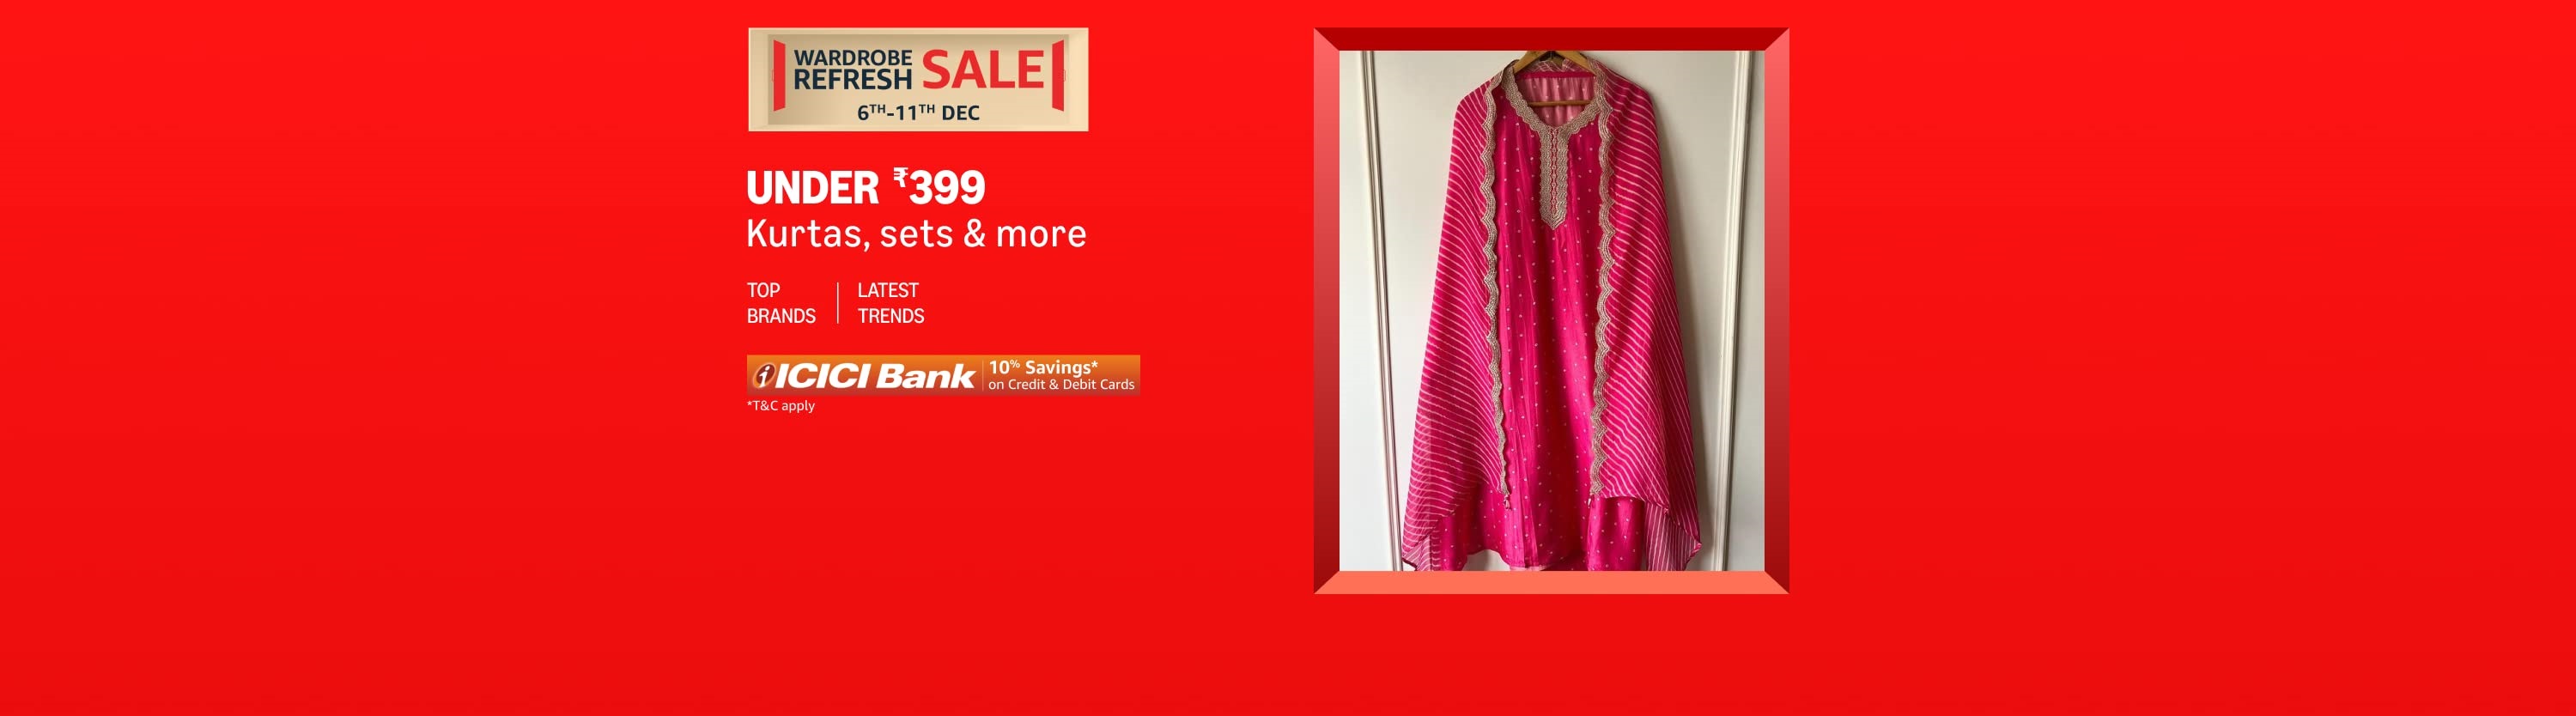 WARDROBE
REFRESH SALE
6TH-11TH DEC
UNDER ₹399
Kurtas, sets & more
TOP
BRANDS
LATEST
TRENDS
ICICI Bank
10% Savings*
on Credit & Debit Cards
*T&C apply